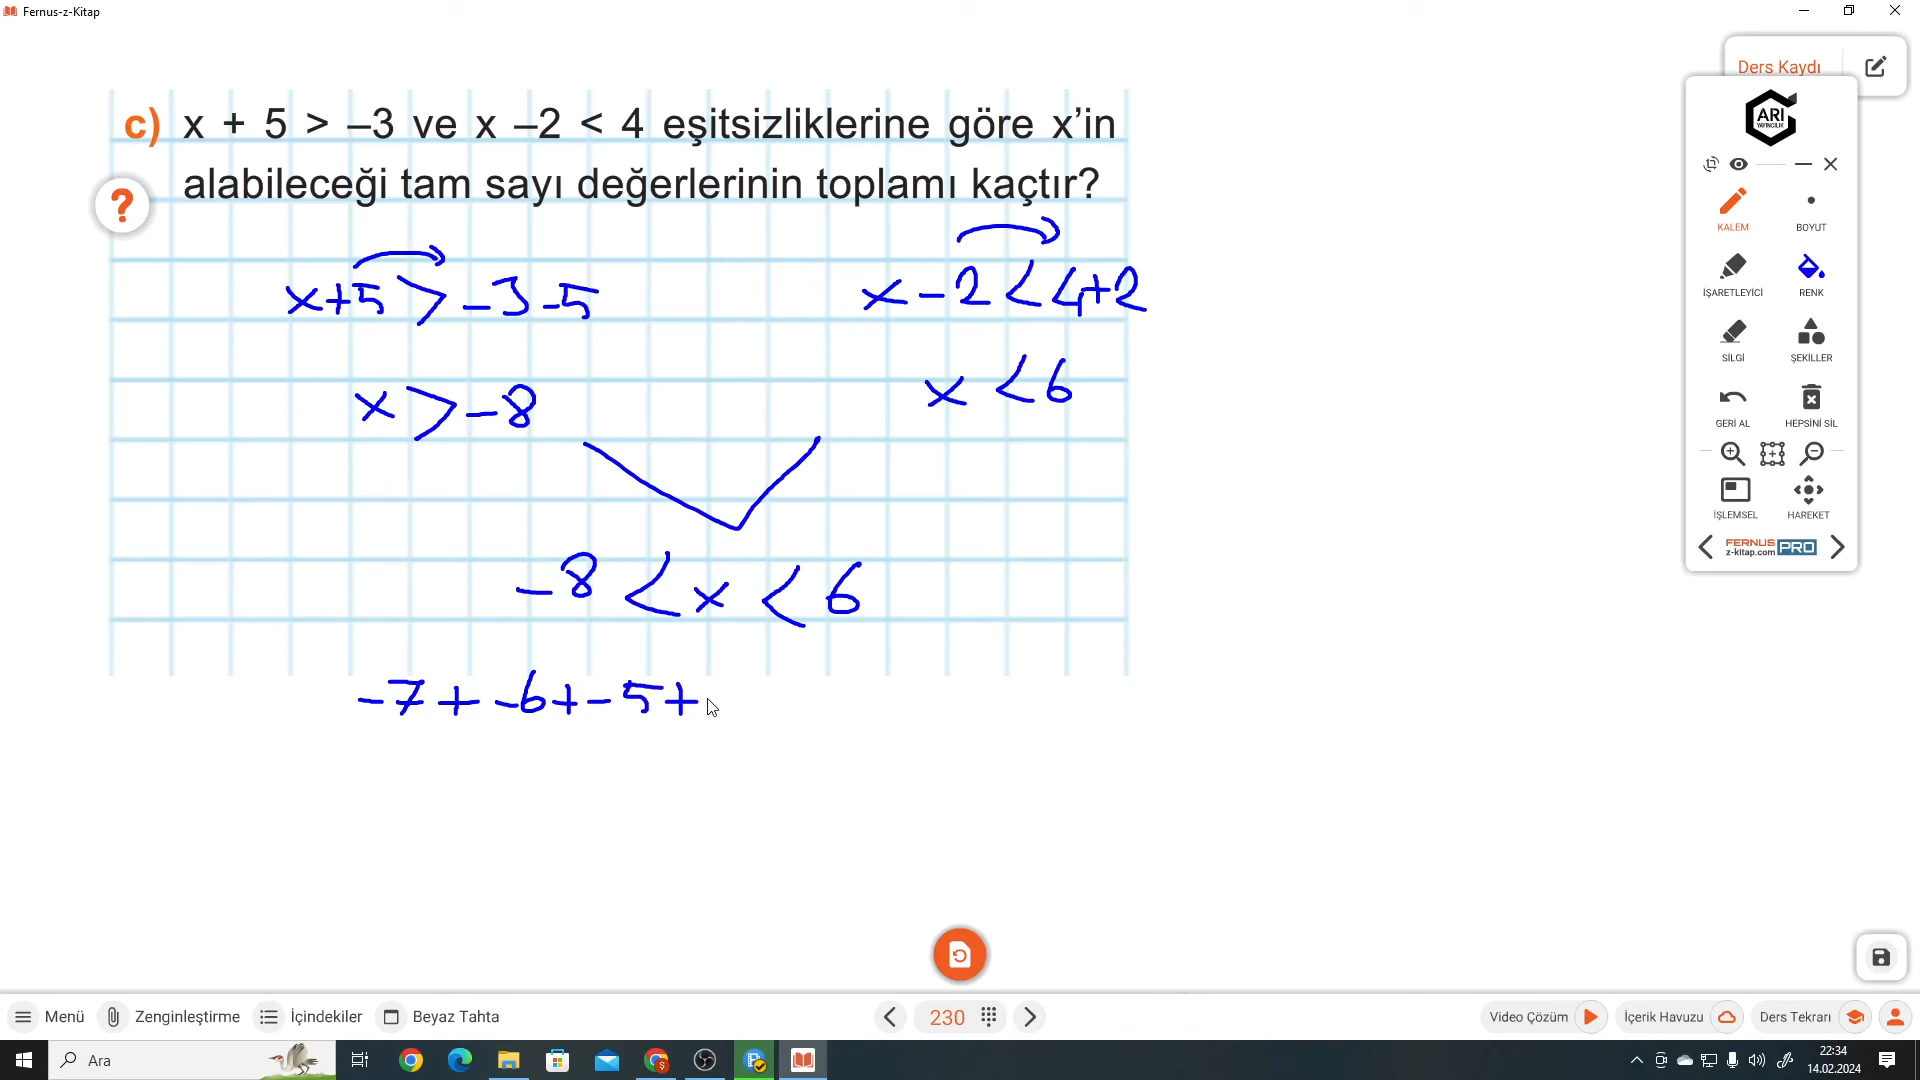 Fernus-z-Kitap
Ders Kaydı
c) x + 5 > –3 ve x –2 < 4 eşitsizliklerine göre x’in
alabileceği tam sayı değerlerinin toplamı kaçtır?
?
x+5 > -3 -5
x - 2 < 4+2
x > -8
x < 6
-8 < x < 6
-7 + -6 + -5 +
ARI
YAYINCILIK
KALEM
BOYUT
İŞARETLEYİCİ
RENK
SİLGİ
ŞEKİLLER
GERİ AL
HEPSİNİ SİL
İŞLEMSEL
HAREKET
FERNUS
z-kitap.com PRO
Menü
Zenginleştirme
İçindekiler
Beyaz Tahta
230
Video Çözüm
İçerik Havuzu
Ders Tekrarı
Ara
22:34
14.02.2024